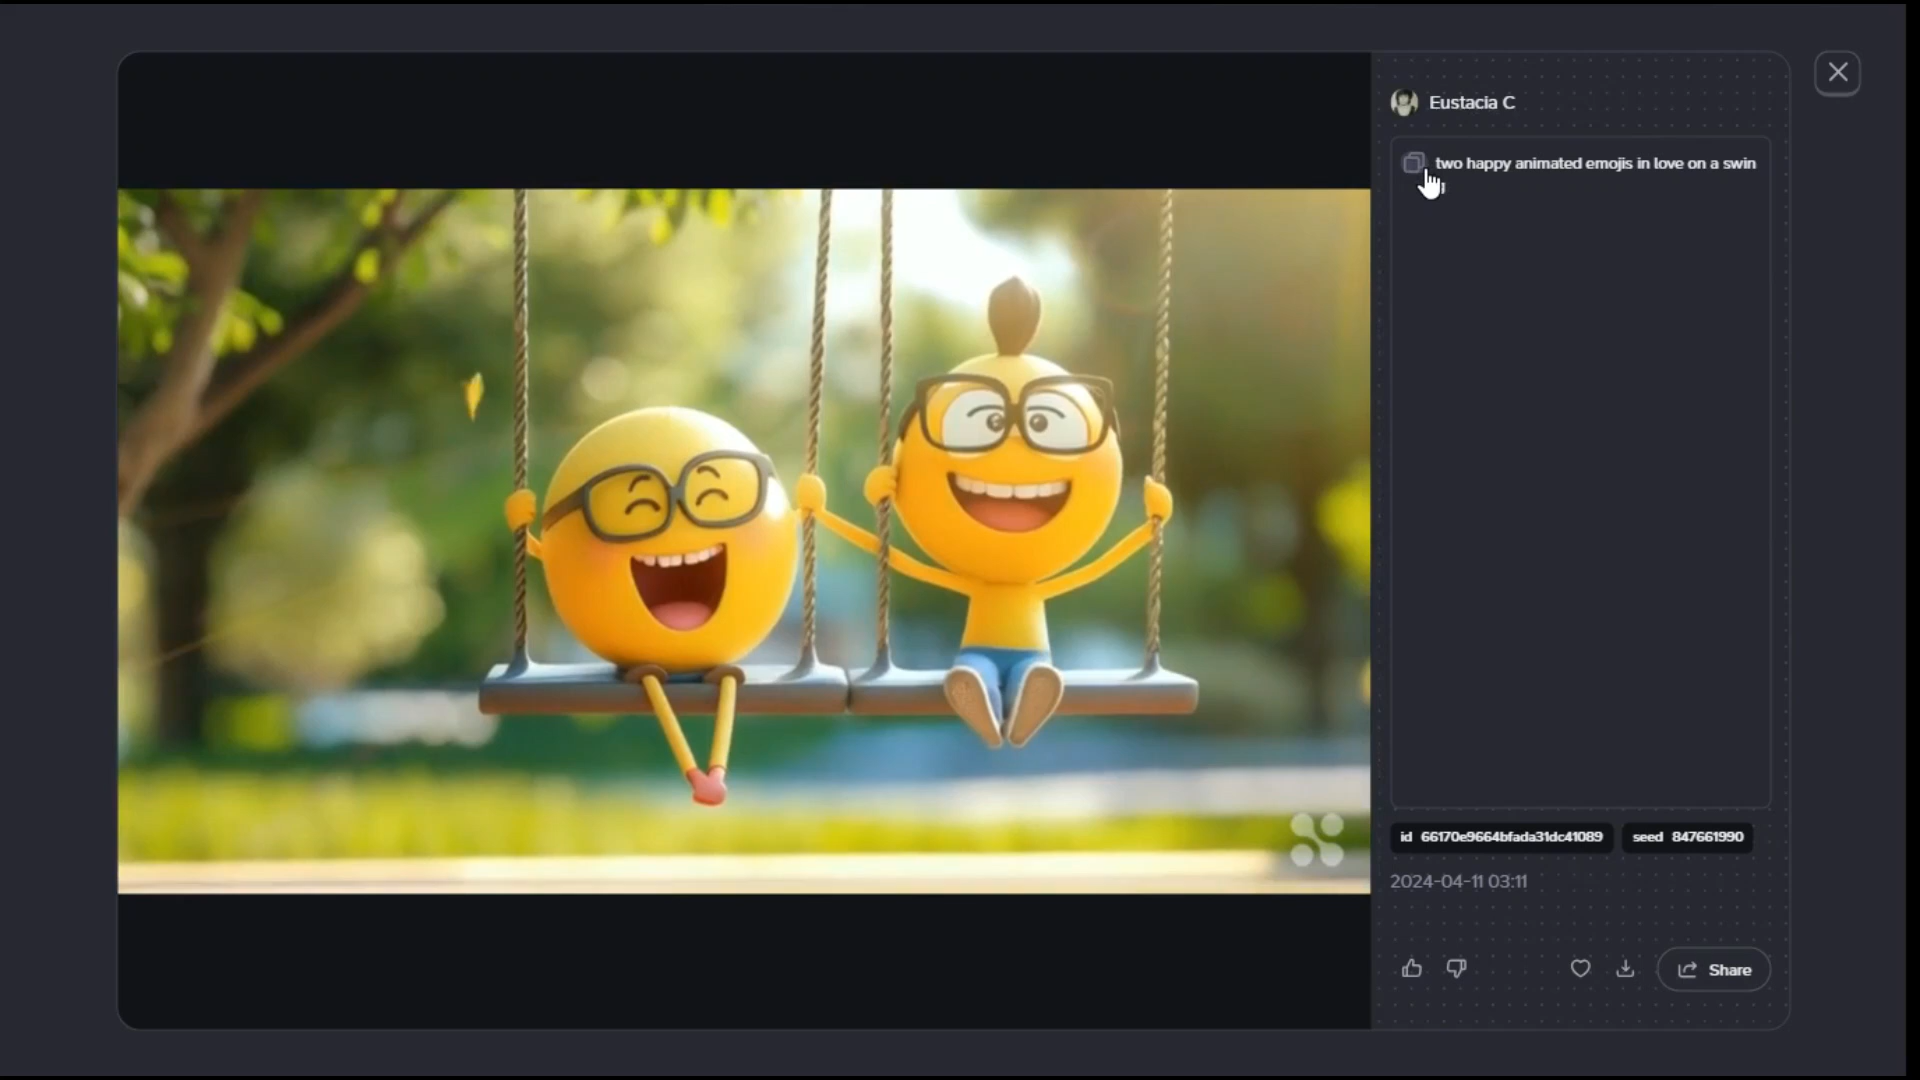 Eustacia C
two happy animated emojis in love on a swin
g
id 66170e9664bfada31dc41089 seed 847661990
2024-04-11 03:11
Share